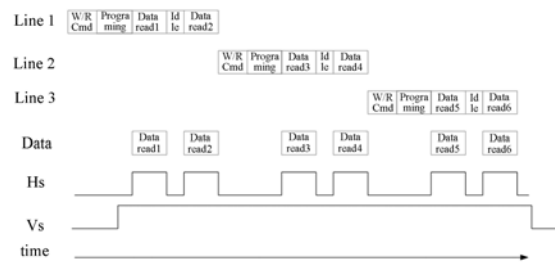 Line 1 W/R Cmd Progra ming Data read1 Id le Data read2
Line 2 W/R Cmd Progra ming Data read3 Id le Data read4
Line 3 W/R Cmd Progra ming Data read5 Id le Data read6
Data Data read1 Data read2 Data read3 Data read4 Data read5 Data read6
Hs
Vs
time